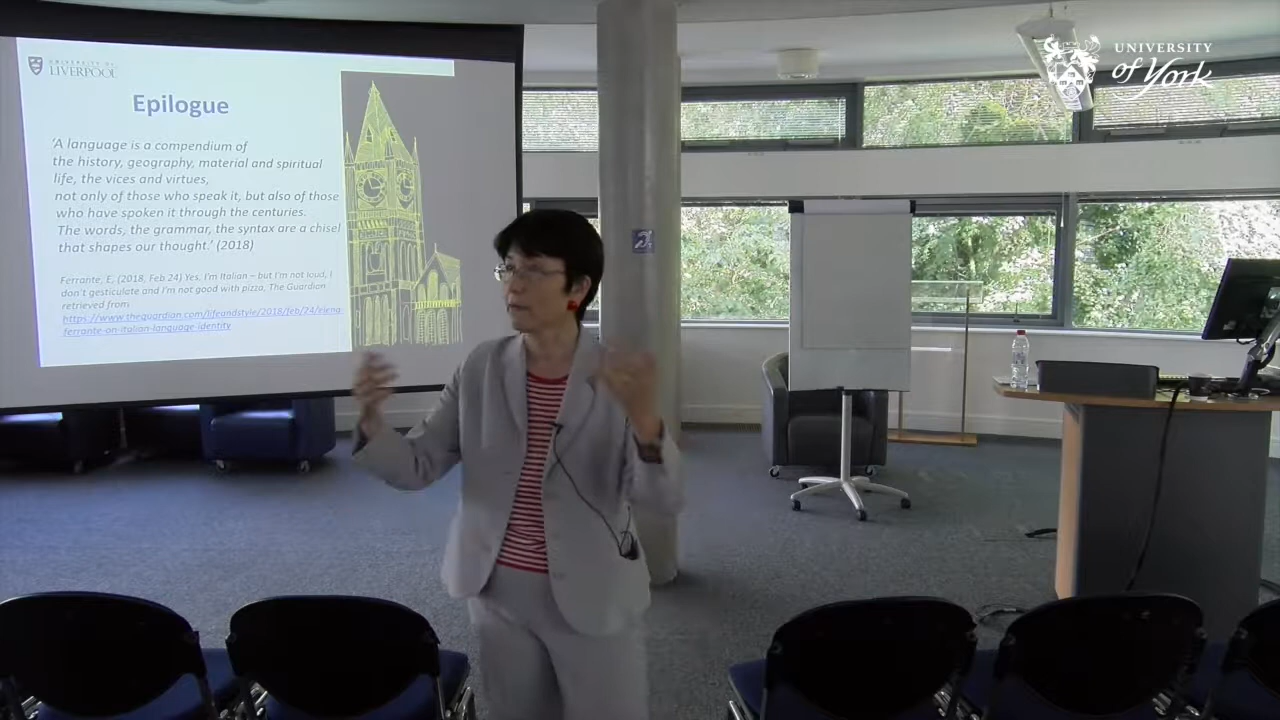 UNIVERSITY OF
LIVERPOOL
Epilogue
'A language is a compendium of
the history, geography, material and spiritual
life, the vices and virtues,
not only of those who speak it, but also of those
who have spoken it through the centuries.
The words, the grammar, the syntax are a chisel
that shapes our thought.' (2018)
Ferrante, E, (2018, Feb 24) Yes, I'm Italian – but I'm not loud, I
don't gesticulate and I'm not good with pizza, The Guardian
retrieved from
https://www.theguardian.com/lifeandstyle/2018/feb/24/elena-
ferrante-on-italian-language-identity
UNIVERSITY
of York